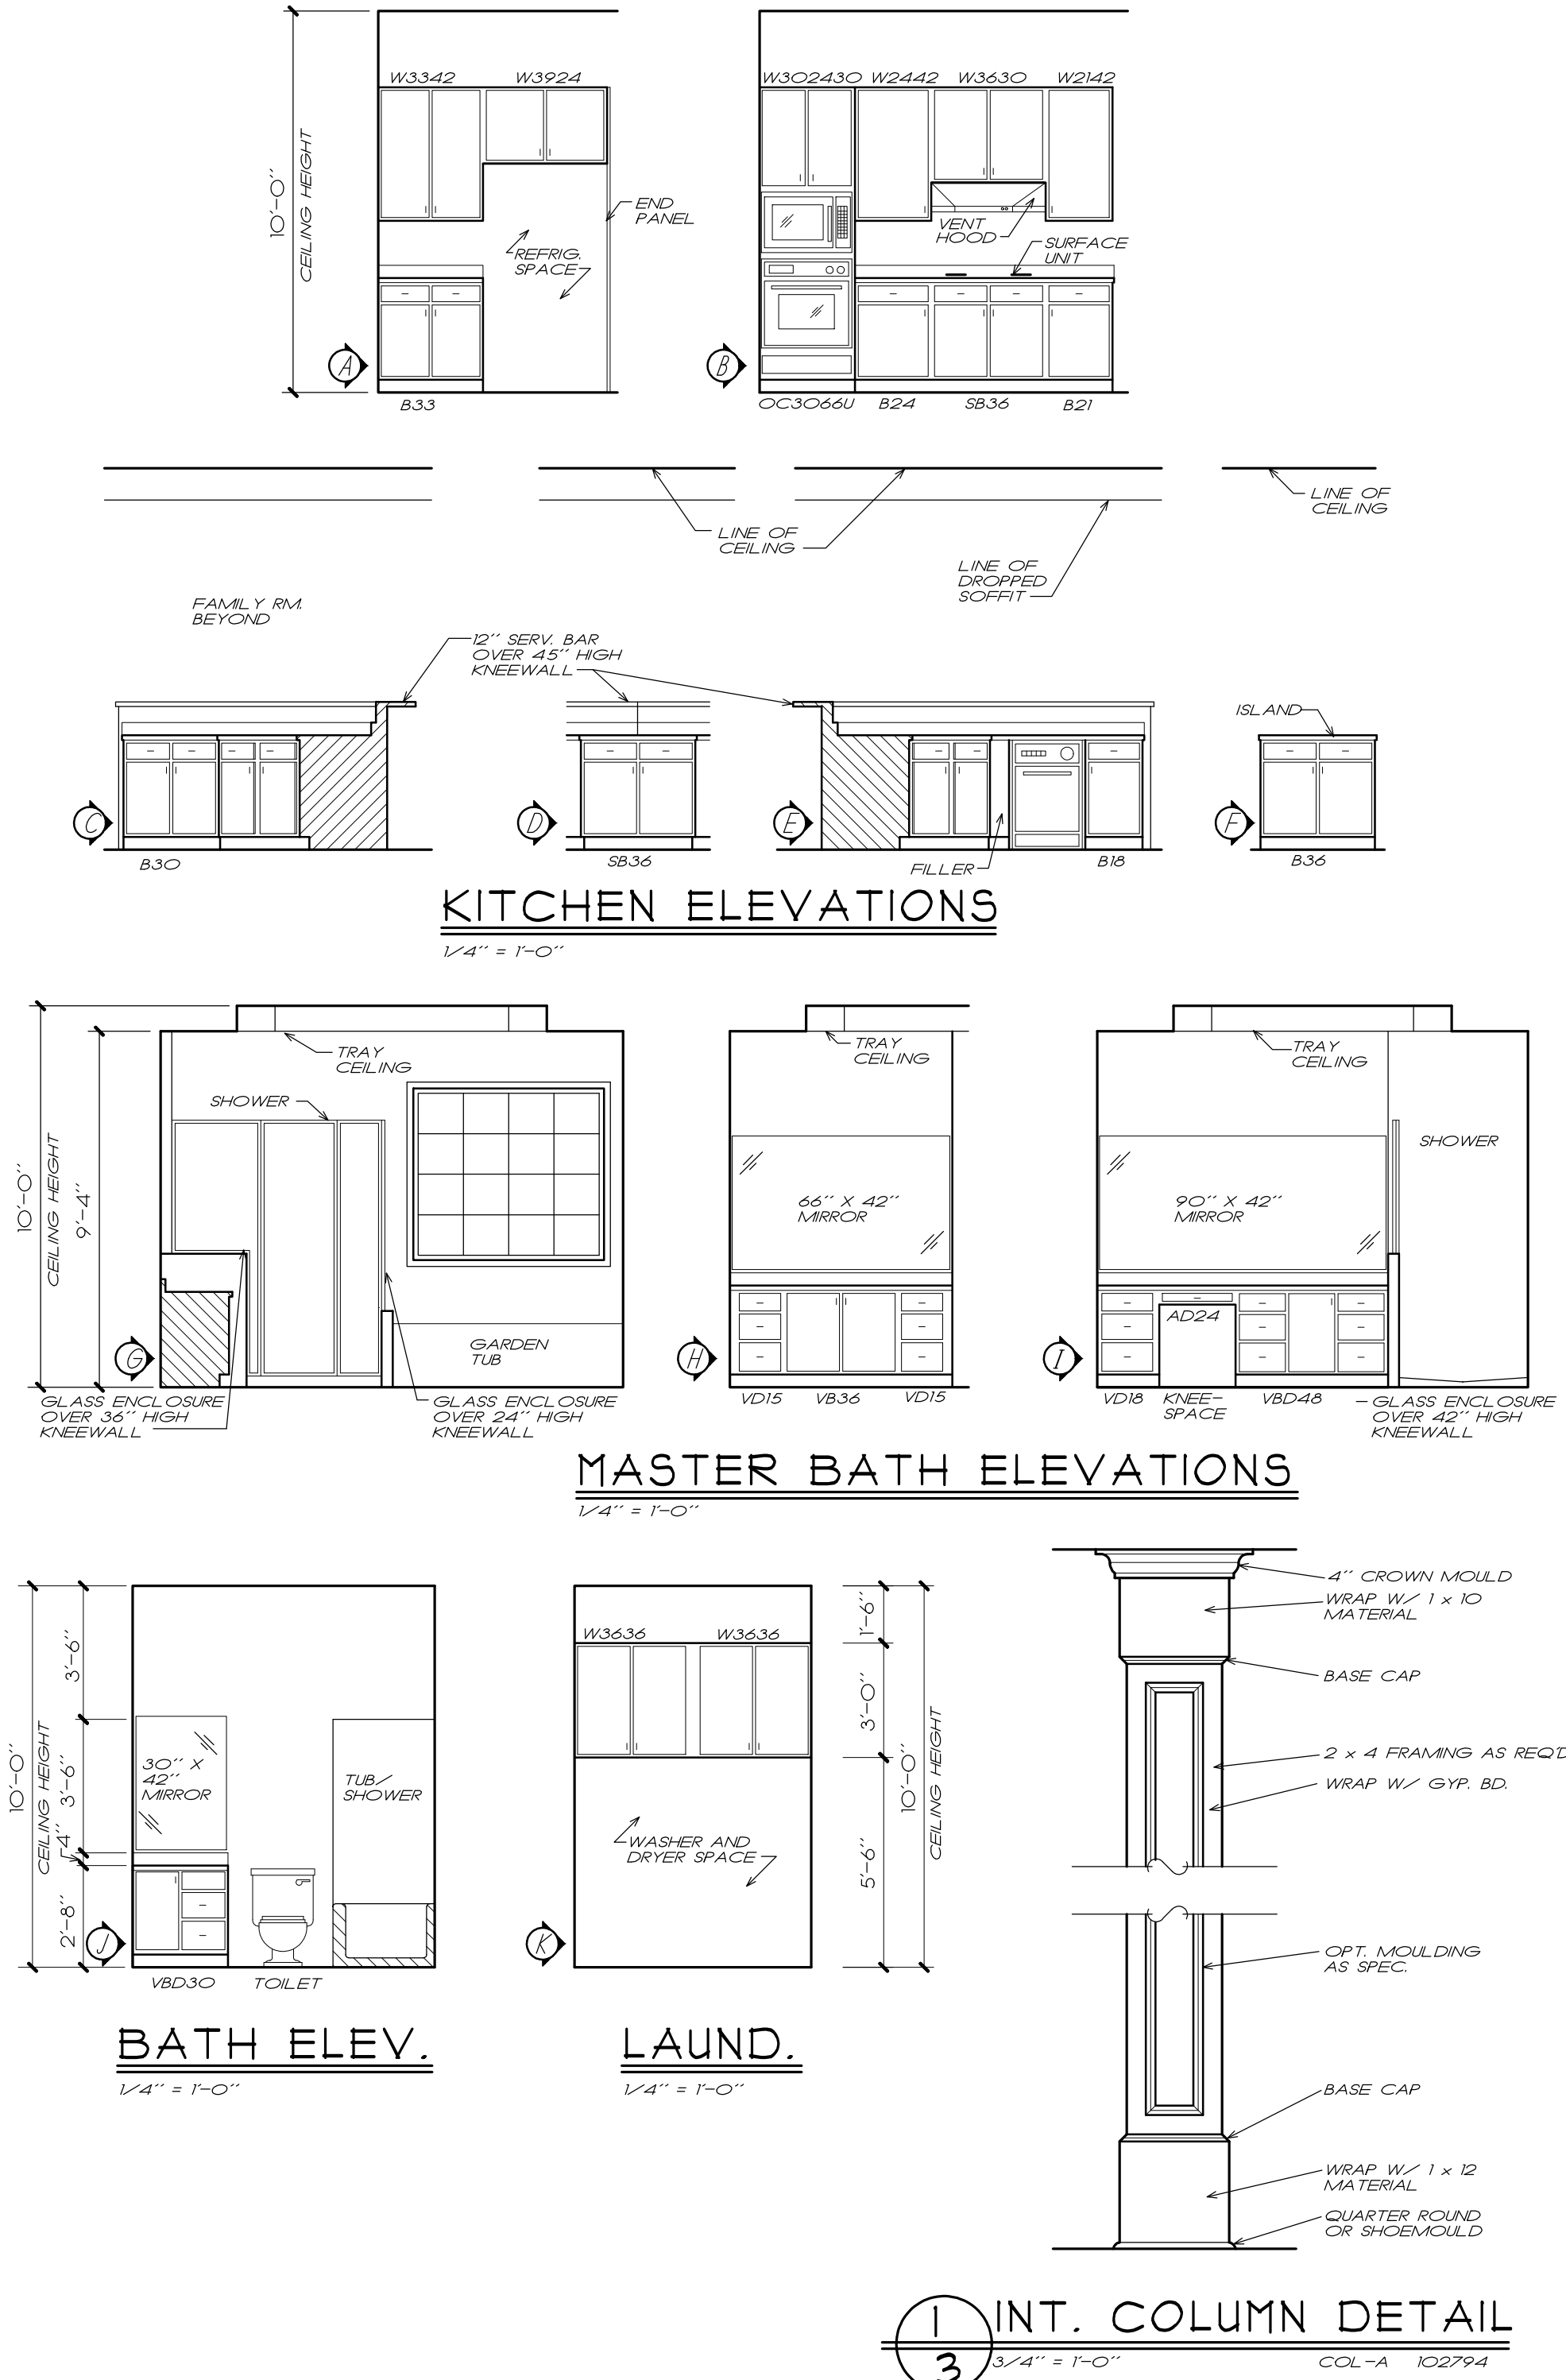 W3342
W3924
W302430
W2442
W3630
W2142
10'-0"
CEILING HEIGHT
END
PANEL
REFRIG.
SPACE
VENT
HOOD
SURFACE
UNIT
A
B
B33
OC3066U
B24
SB36
B21
LINE OF
CEILING
LINE OF
CEILING
LINE OF
DROPPED
SOFFIT
FAMILY RM.
BEYOND
12" SERV. BAR
OVER 45" HIGH
KNEEWALL
ISLAND
C
D
E
F
B30
SB36
FILLER
B18
B36
KITCHEN ELEVATIONS
1/4" = 1'-0"
10'-0"
CEILING HEIGHT
9'-4"
TRAY
CEILING
SHOWER
GARDEN
TUB
G
GLASS ENCLOSURE
OVER 36" HIGH
KNEEWALL
GLASS ENCLOSURE
OVER 24" HIGH
KNEEWALL
TRAY
CEILING
66" X 42"
MIRROR
H
VD15
VB36
VD15
TRAY
CEILING
SHOWER
90" X 42"
MIRROR
AD24
I
VD18
KNEE-
SPACE
VBD48
GLASS ENCLOSURE
OVER 42" HIGH
KNEEWALL
MASTER BATH ELEVATIONS
1/4" = 1'-0"
10'-0"
CEILING HEIGHT
3'-6"
3'-6"
4"
2'-8"
30" X
42"
MIRROR
TUB/
SHOWER
J
VBD30
TOILET
BATH ELEV.
1/4" = 1'-0"
W3636
W3636
1'-6"
3'-0"
5'-6"
10'-0"
CEILING HEIGHT
WASHER AND
DRYER SPACE
K
LAUND.
1/4" = 1'-0"
4" CROWN MOULD
WRAP W/ 1 x 10
MATERIAL
BASE CAP
2 x 4 FRAMING AS REQ'D
WRAP W/ GYP. BD.
OPT. MOULDING
AS SPEC.
BASE CAP
WRAP W/ 1 x 12
MATERIAL
QUARTER ROUND
OR SHOEMOULD
1
3
INT. COLUMN DETAIL
3/4" = 1'-0"
COL-A 102794